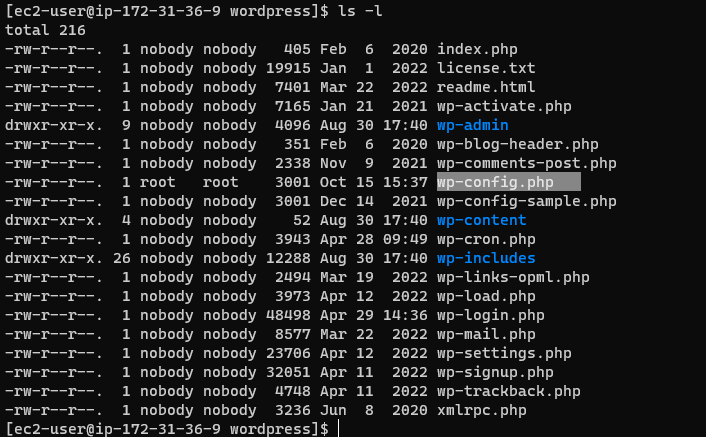 [ec2-user@ip-172-31-36-9 wordpress]$ ls -l
total 216
-rw-r--r--.  1 nobody nobody   405 Feb  6  2020 index.php
-rw-r--r--.  1 nobody nobody 19915 Jan  1  2022 license.txt
-rw-r--r--.  1 nobody nobody  7401 Mar 22  2022 readme.html
-rw-r--r--.  1 nobody nobody  7165 Jan 21  2021 wp-activate.php
drwxr-xr-x.  9 nobody nobody  4096 Aug 30 17:40 wp-admin
-rw-r--r--.  1 nobody nobody   351 Feb  6  2020 wp-blog-header.php
-rw-r--r--.  1 nobody nobody  2338 Nov  9  2021 wp-comments-post.php
-rw-r--r--.  1 root   root    3001 Oct 15 15:37 wp-config.php
-rw-r--r--.  1 nobody nobody  3001 Dec 14  2021 wp-config-sample.php
drwxr-xr-x.  4 nobody nobody    52 Aug 30 17:40 wp-content
-rw-r--r--.  1 nobody nobody  3943 Apr 28 09:49 wp-cron.php
drwxr-xr-x. 26 nobody nobody 12288 Aug 30 17:40 wp-includes
-rw-r--r--.  1 nobody nobody  2494 Mar 19  2022 wp-links-opml.php
-rw-r--r--.  1 nobody nobody  3973 Apr 12  2022 wp-load.php
-rw-r--r--.  1 nobody nobody 48498 Apr 29 14:36 wp-login.php
-rw-r--r--.  1 nobody nobody  8577 Mar 22  2022 wp-mail.php
-rw-r--r--.  1 nobody nobody 23706 Apr 12  2022 wp-settings.php
-rw-r--r--.  1 nobody nobody 32051 Apr 11  2022 wp-signup.php
-rw-r--r--.  1 nobody nobody  4748 Apr 11  2022 wp-trackback.php
-rw-r--r--.  1 nobody nobody  3236 Jun  8  2020 xmlrpc.php
[ec2-user@ip-172-31-36-9 wordpress]$